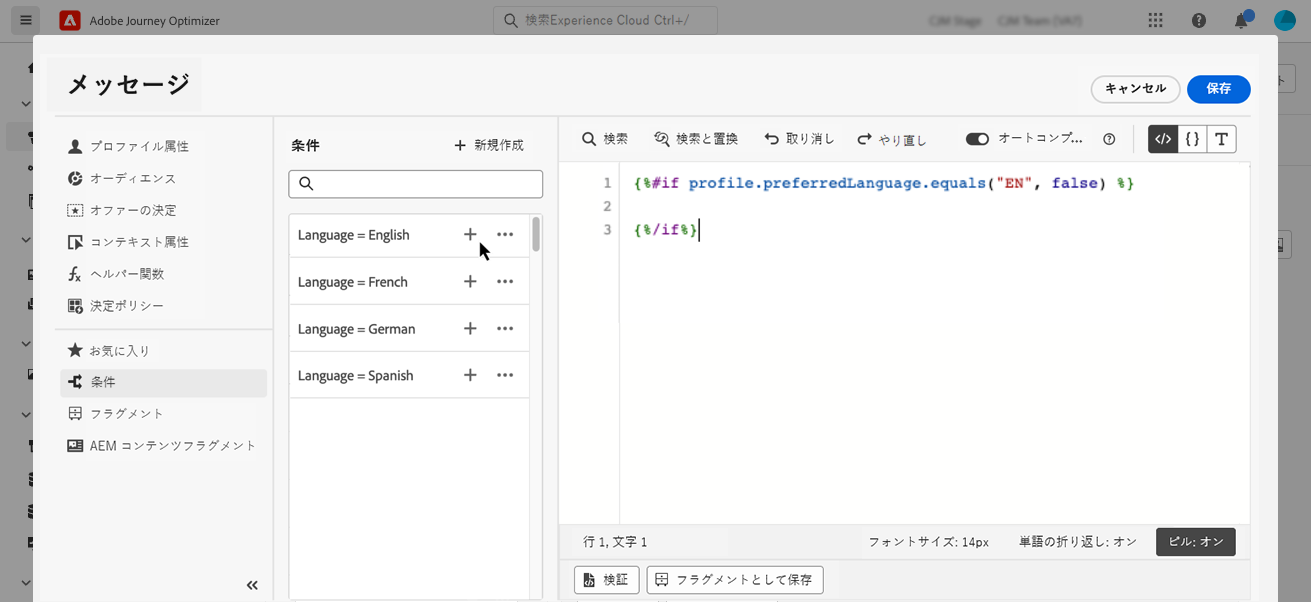 Adobe Journey Optimizer
検索Experience Cloud Ctrl+/
メッセージ
キャンセル
保存
プロファイル属性
オーディエンス
オファーの決定
コンテキスト属性
ヘルパー関数
決定ポリシー
お気に入り
条件
フラグメント
AEM コンテンツフラグメント
条件
新規作成
Language = English
Language = French
Language = German
Language = Spanish
検索 検索と置換 取り消し やり直し オートコンプ...
1 {%#if profile.preferredLanguage.equals("EN", false) %}
2
3 {%/if%}
行 1, 文字 1 フォントサイズ: 14px 単語の折り返し: オン ピル: オン
検証 フラグメントとして保存